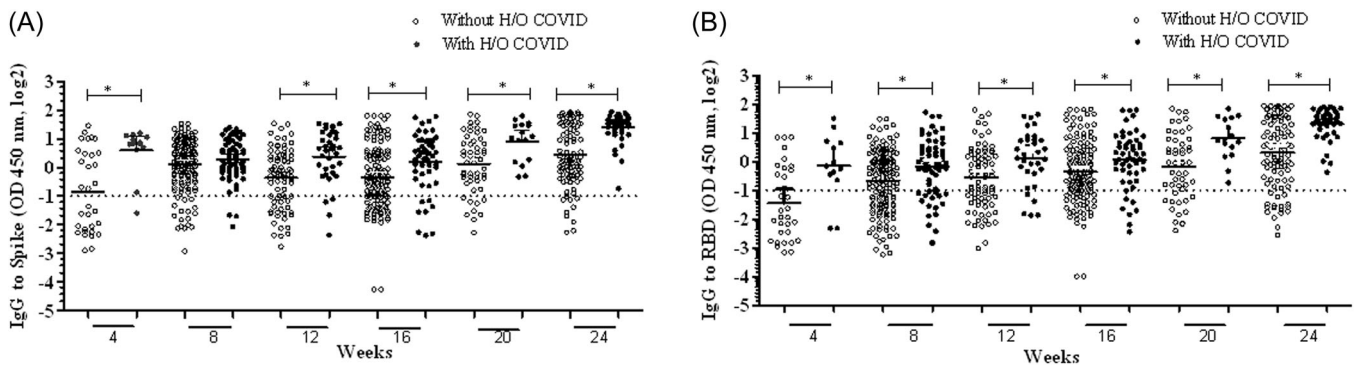 (A)
Without H/O COVID
With H/O COVID
IgG to Spike (OD 450 nm, log2)
3
2
1
0
-1
-2
-3
-4
-5
* * * * *
4 8 12 16 20 24
Weeks
(B)
Without H/O COVID
With H/O COVID
IgG to RBD (OD 450 nm, log2)
3
2
1
0
-1
-2
-3
-4
-5
* * * * * *
4 8 12 16 20 24
Weeks